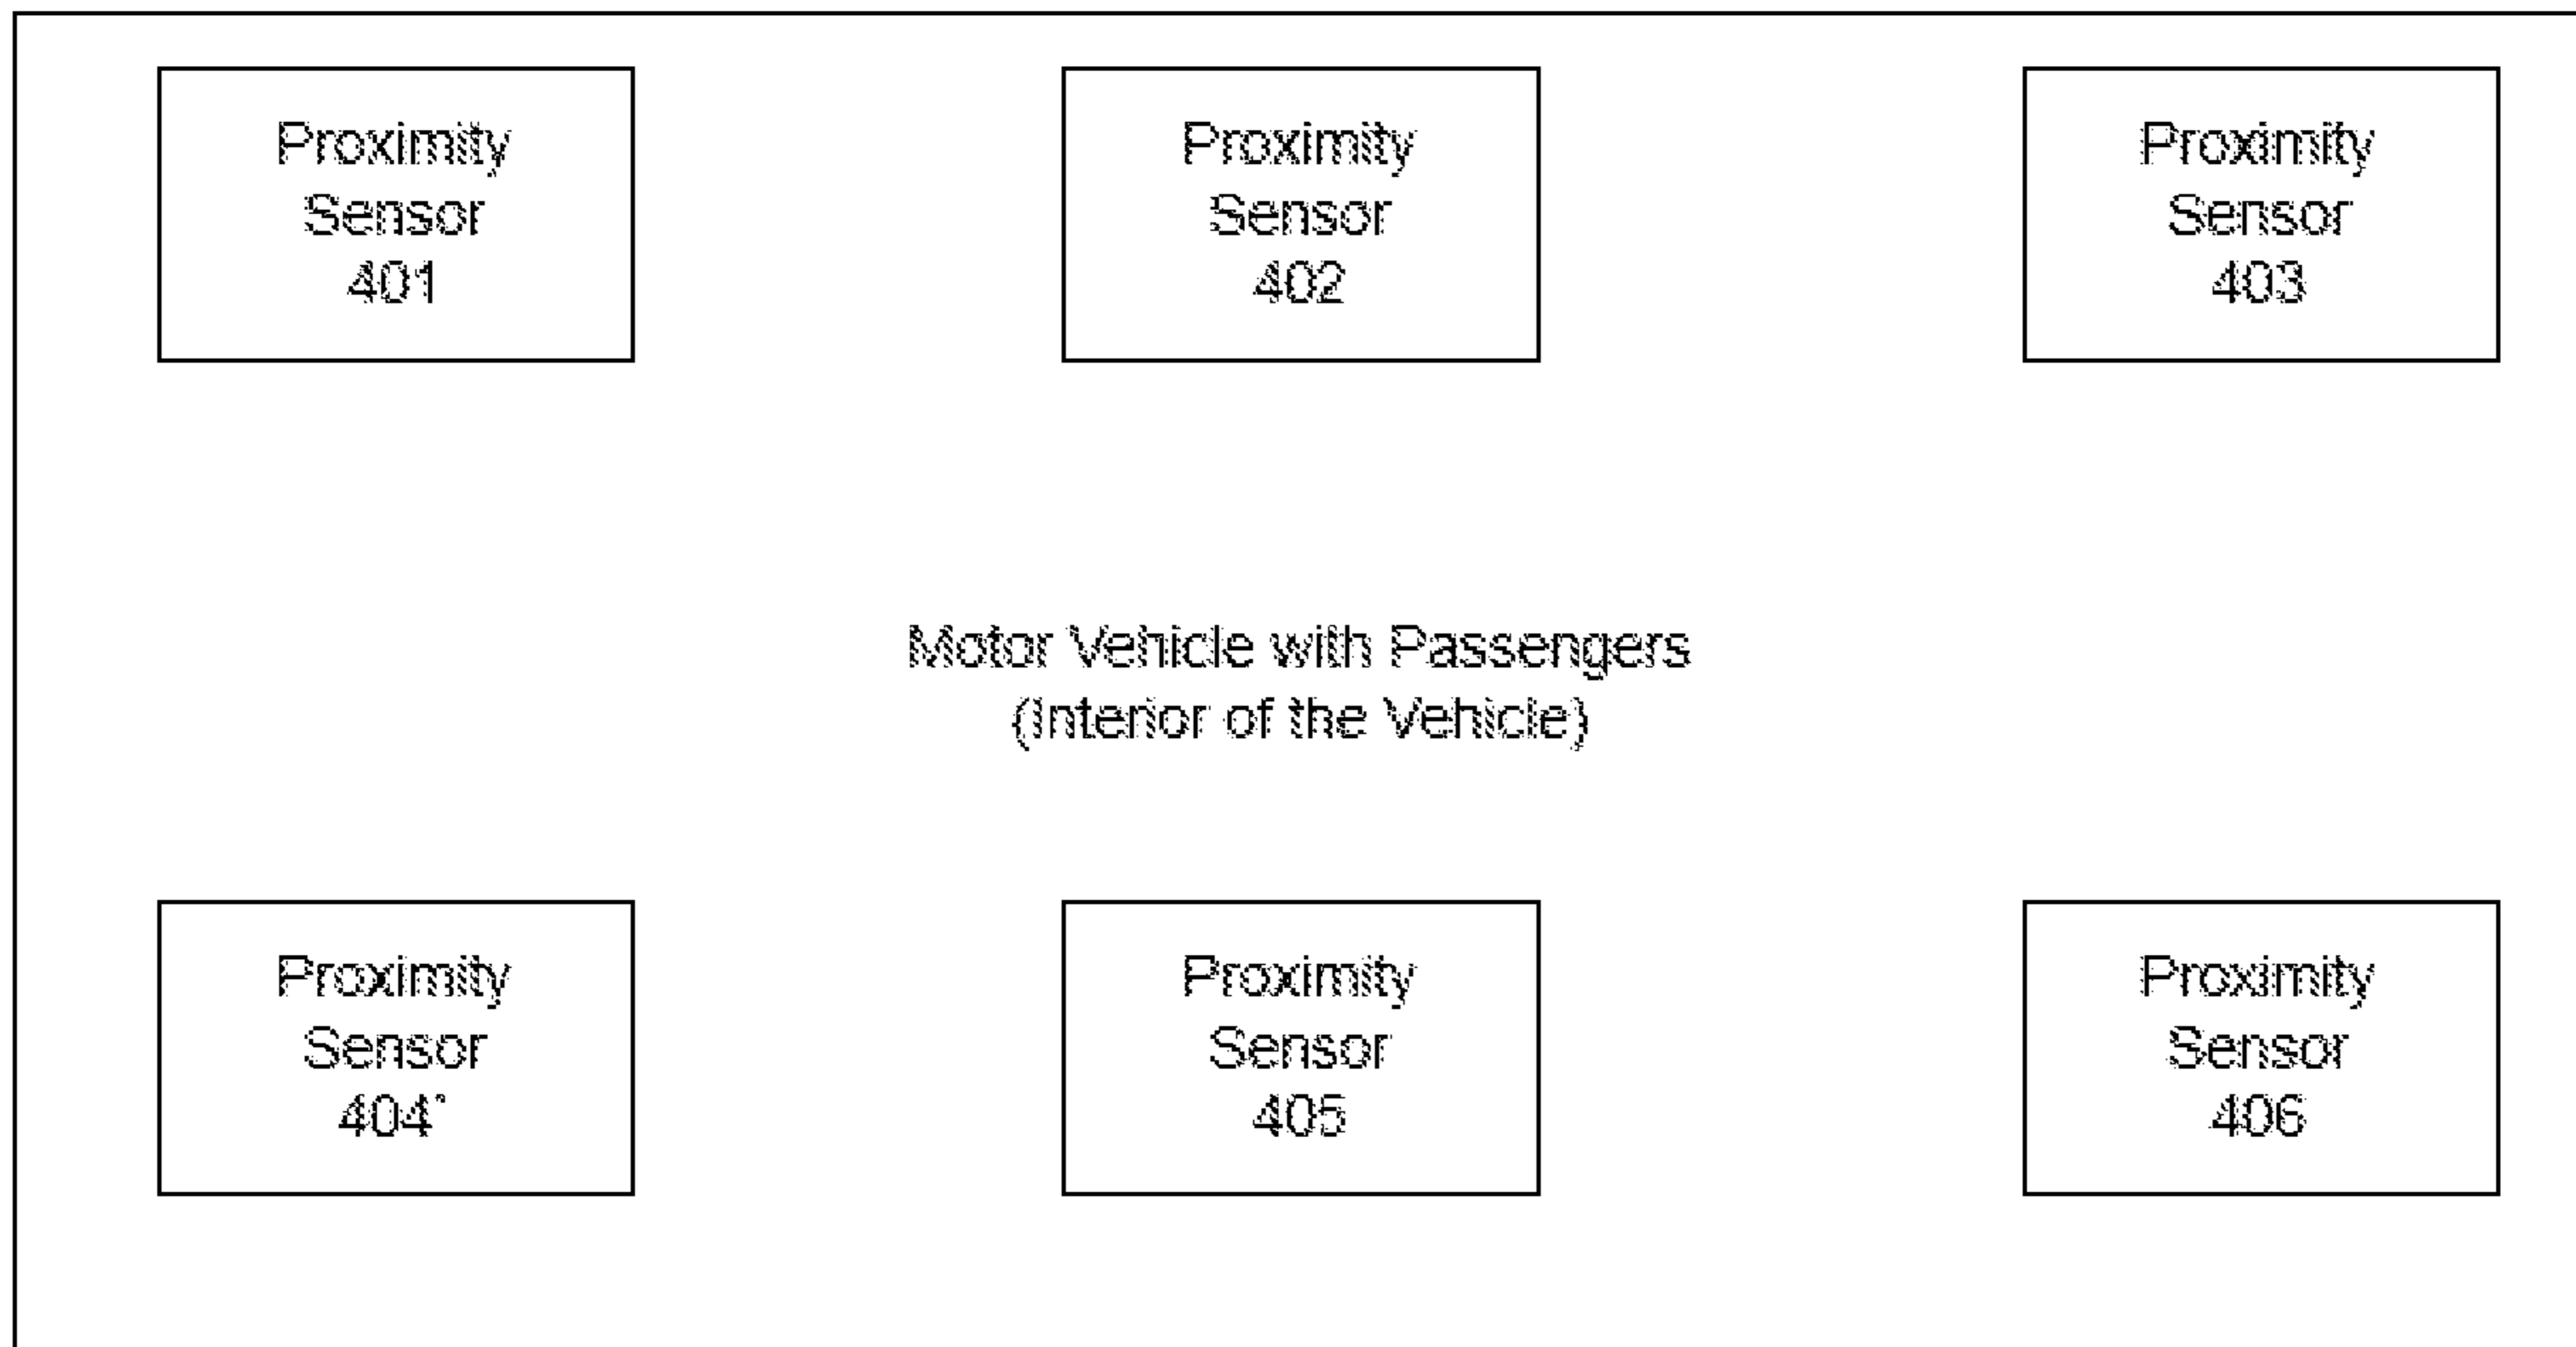 Proximity
Sensor
401
Proximity
Sensor
402
Proximity
Sensor
403
Motor Vehicle with Passengers
(Interior of the Vehicle)
Proximity
Sensor
404
Proximity
Sensor
405
Proximity
Sensor
406